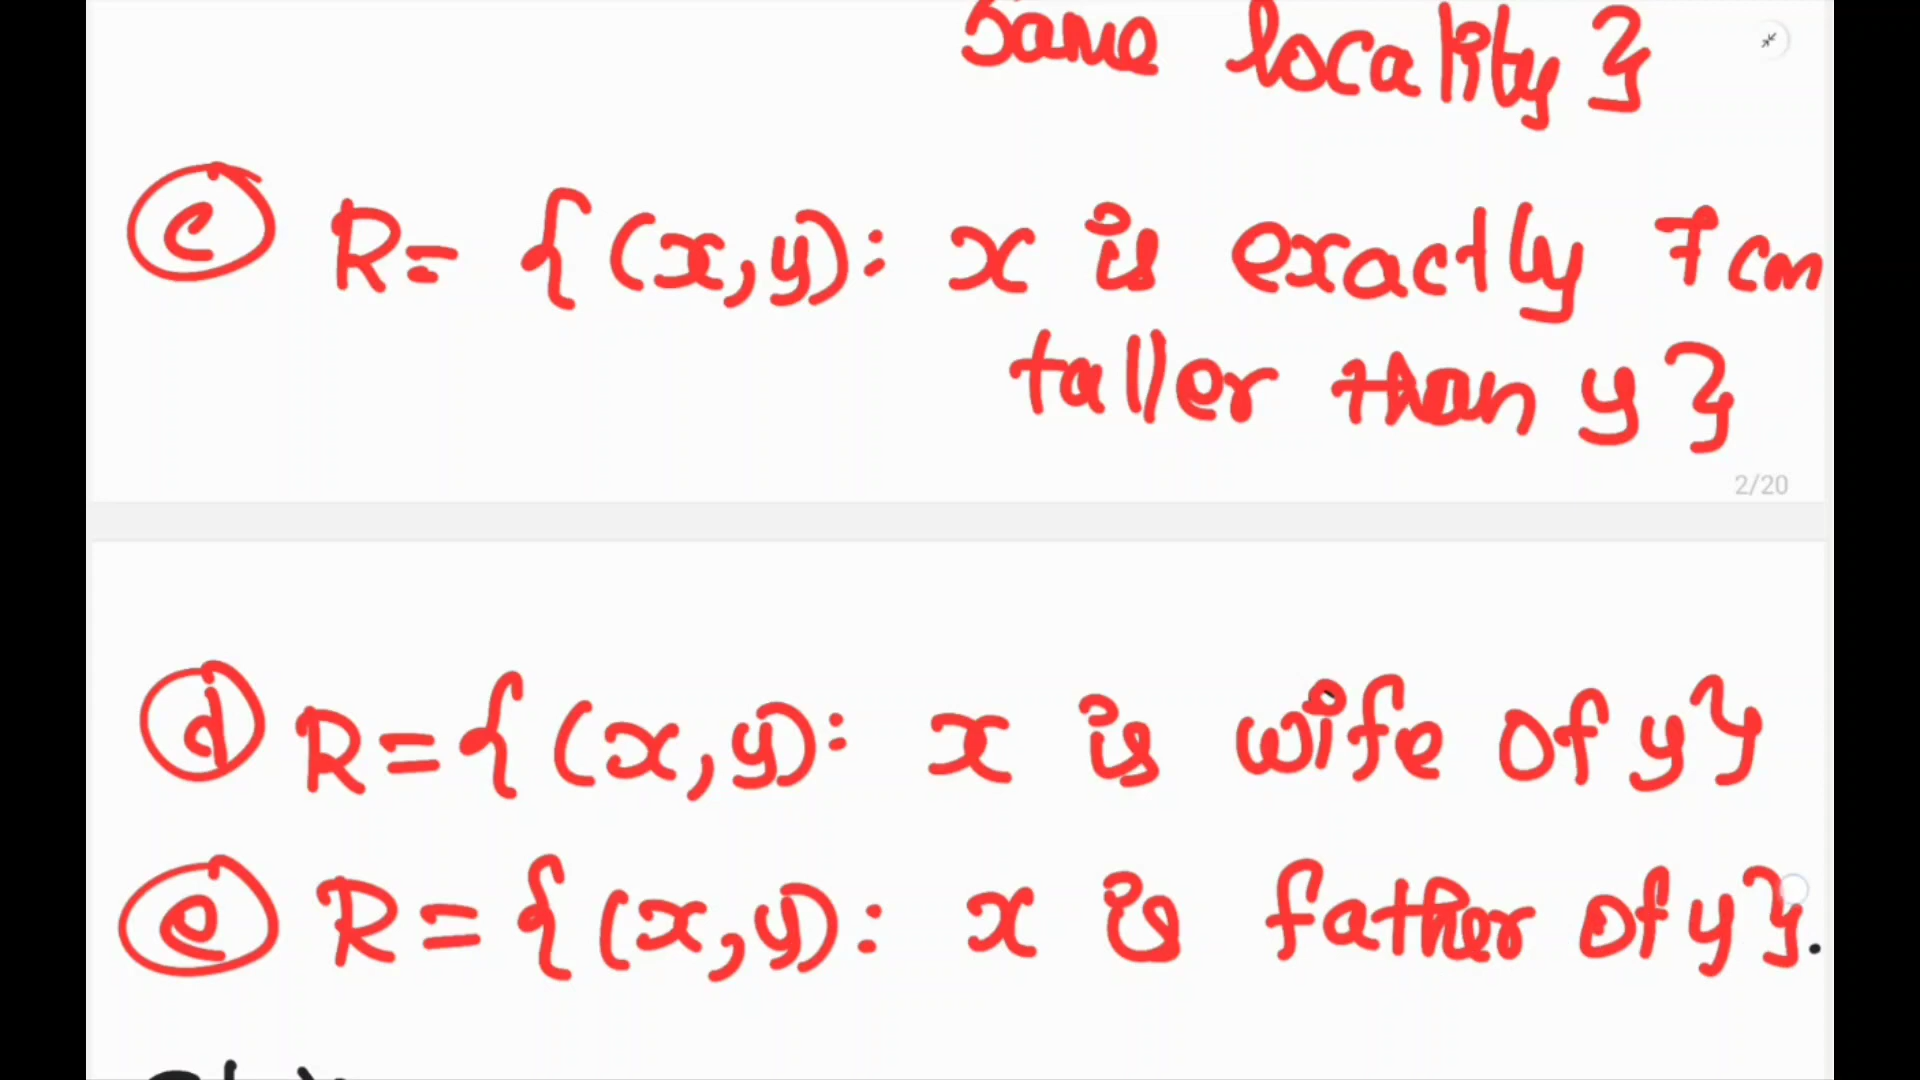 same locality}
c R= {(x,y): x is exactly 7cm
taller than y}
2/20
d R={(x,y): x is wife of y}
e R={(x,y): x is father of y}.